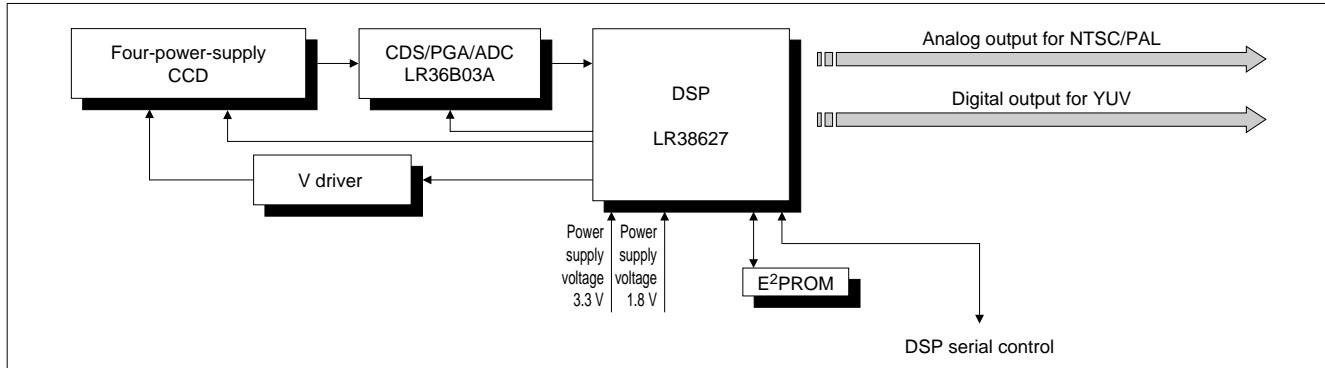 Four-power-supply
CCD
CDS/PGA/ADC
LR36B03A
DSP
LR38627
Analog output for NTSC/PAL
Digital output for YUV
V driver
Power
supply
voltage
3.3 V
Power
supply
voltage
1.8 V
E²PROM
DSP serial control